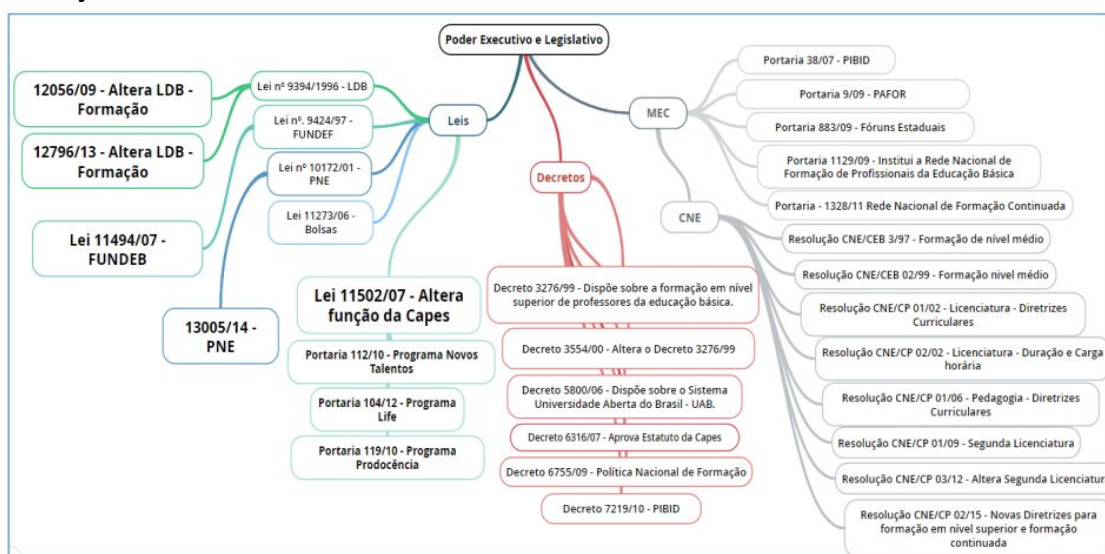 Poder Executivo e Legislativo
Leis
Lei nº 9394/1996 - LDB
12056/09 - Altera LDB -
Formação
12796/13 - Altera LDB -
Formação
Lei nº. 9424/97 -
FUNDEF
Lei 11494/07 -
FUNDEB
Lei nº 10172/01 -
PNE
13005/14 -
PNE
Lei 11273/06 -
Bolsas
Lei 11502/07 - Altera
função da Capes
Portaria 112/10 - Programa Novos
Talentos
Portaria 104/12 - Programa
Life
Portaria 119/10 - Programa
Prodocência
Decretos
Decreto 3276/99 - Dispõe sobre a formação em nível
superior de professores da educação básica.
Decreto 3554/00 - Altera o Decreto 3276/99
Decreto 5800/06 - Dispõe sobre o Sistema
Universidade Aberta do Brasil - UAB.
Decreto 6316/07 - Aprova Estatuto da Capes
Decreto 6755/09 - Política Nacional de Formação
Decreto 7219/10 - PIBID
MEC
Portaria 38/07 - PIBID
Portaria 9/09 - PAFOR
Portaria 883/09 - Fóruns Estaduais
Portaria 1129/09 - Institui a Rede Nacional de
Formação de Profissionais da Educação Básica
Portaria - 1328/11 Rede Nacional de Formação Continuada
CNE
Resolução CNE/CEB 3/97 - Formação de nível médio
Resolução CNE/CEB 02/99 - Formação nivel médio
Resolução CNE/CP 01/02 - Licenciatura - Diretrizes
Curriculares
Resolução CNE/CP 02/02 - Licenciatura - Duração e Carga
horária
Resolução CNE/CP 01/06 - Pedagogia - Diretrizes
Curriculares
Resolução CNE/CP 01/09 - Segunda Licenciatura
Resolução CNE/CP 03/12 - Altera Segunda Licenciatur
Resolução CNE/CP 02/15 - Novas Diretrizes para
formação em nível superior e formação
continuada